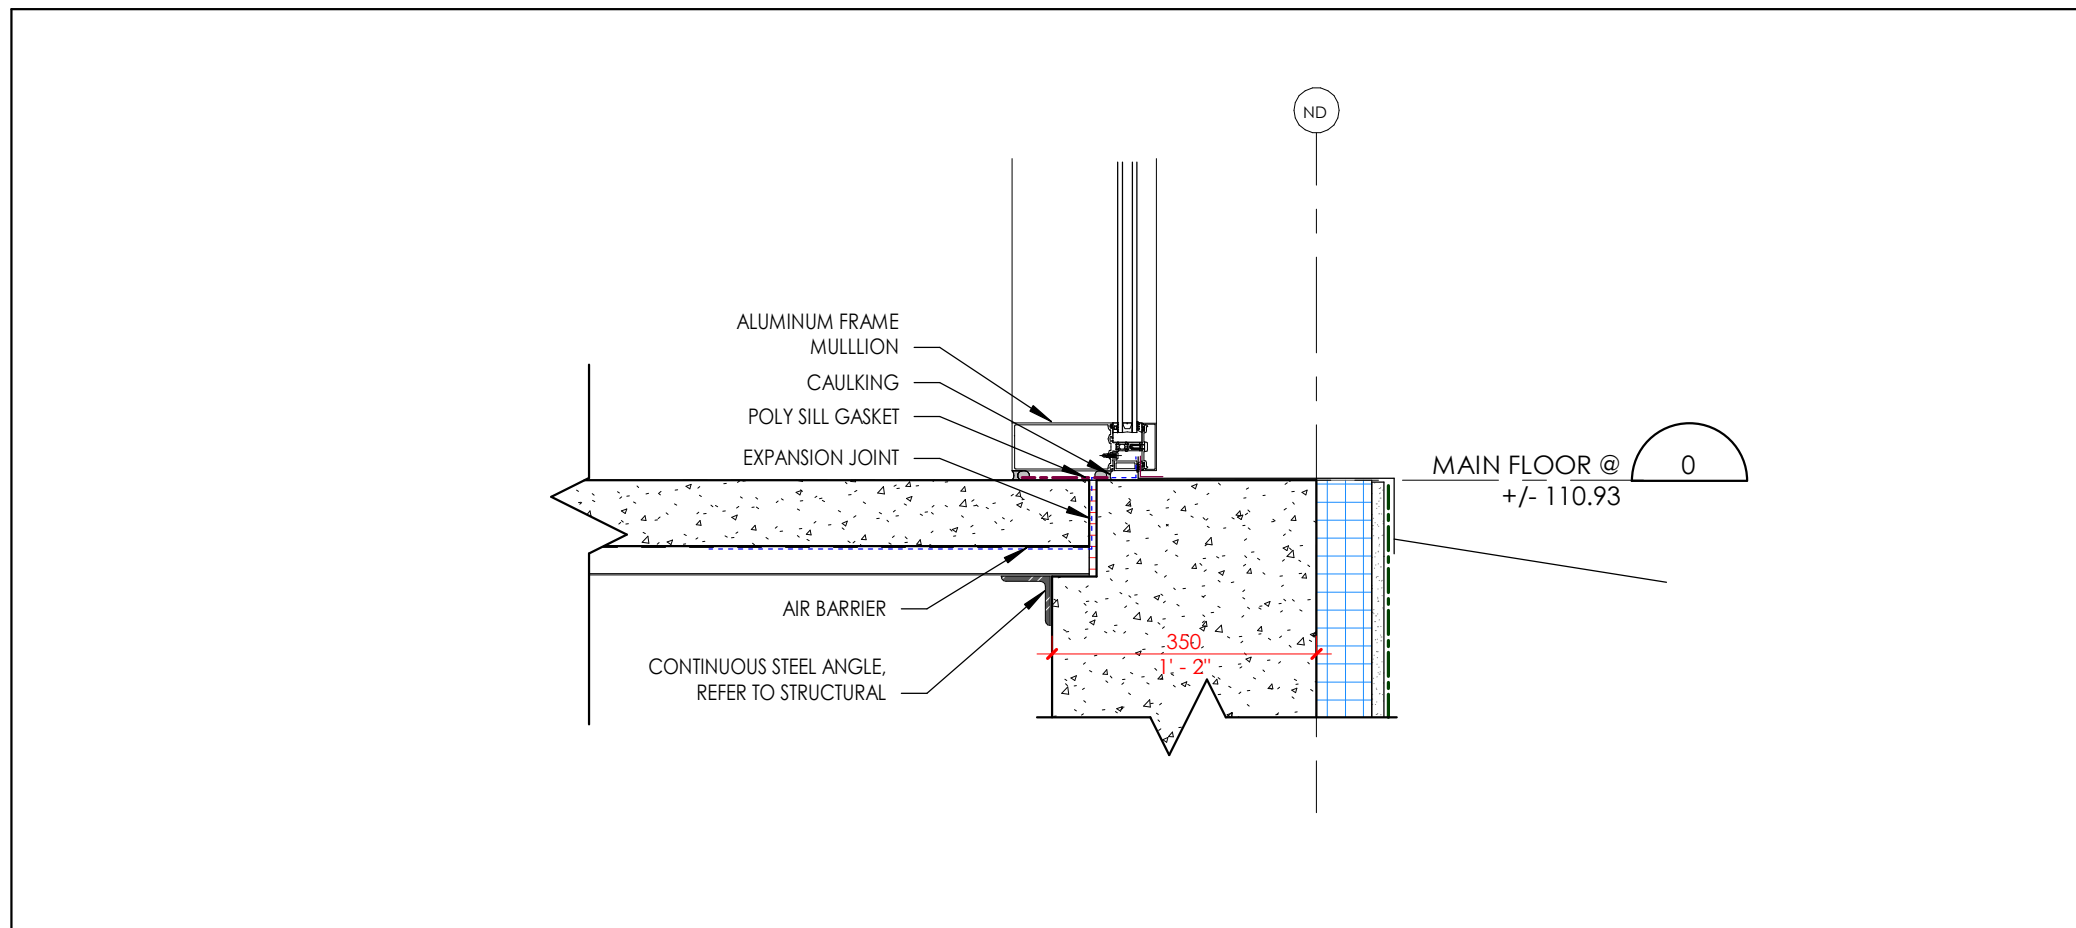 ND
ALUMINUM FRAME
MULLLION
CAULKING
POLY SILL GASKET
EXPANSION JOINT
MAIN FLOOR @
+/- 110.93
0
AIR BARRIER
CONTINUOUS STEEL ANGLE,
REFER TO STRUCTURAL
350
1' - 2"